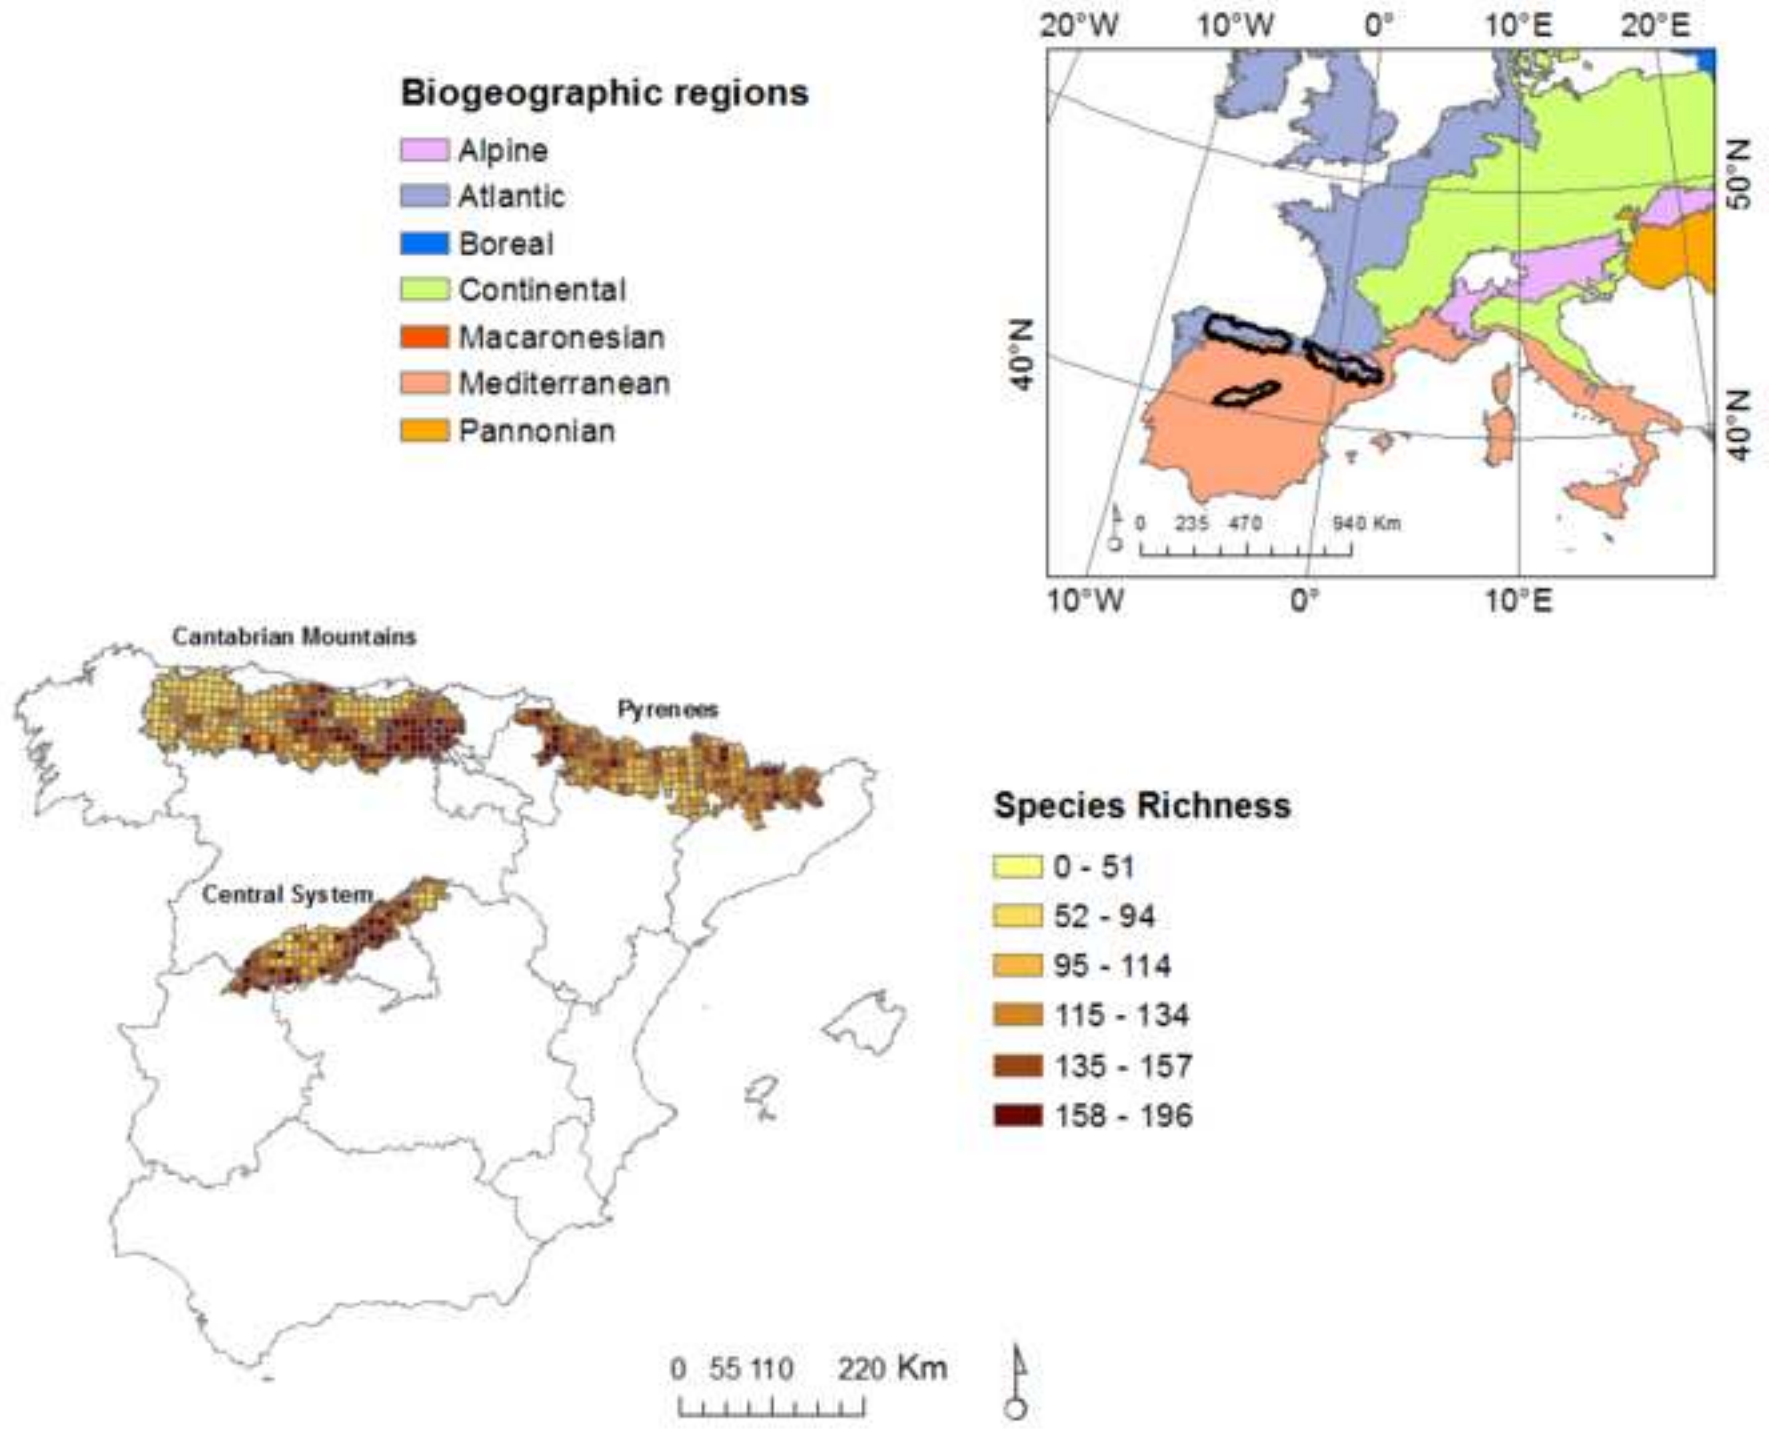 20°W 10°W 0° 10°E 20°E
Biogeographic regions
Alpine
Atlantic
Boreal
Continental
Macaronesian
Mediterranean
Pannonian
50°N
40°N
40°N
0 235 470 940 Km
10°W 0° 10°E
Cantabrian Mountains
Pyrenees
Central System
Species Richness
0 - 51
52 - 94
95 - 114
115 - 134
135 - 157
158 - 196
0 55 110 220 Km